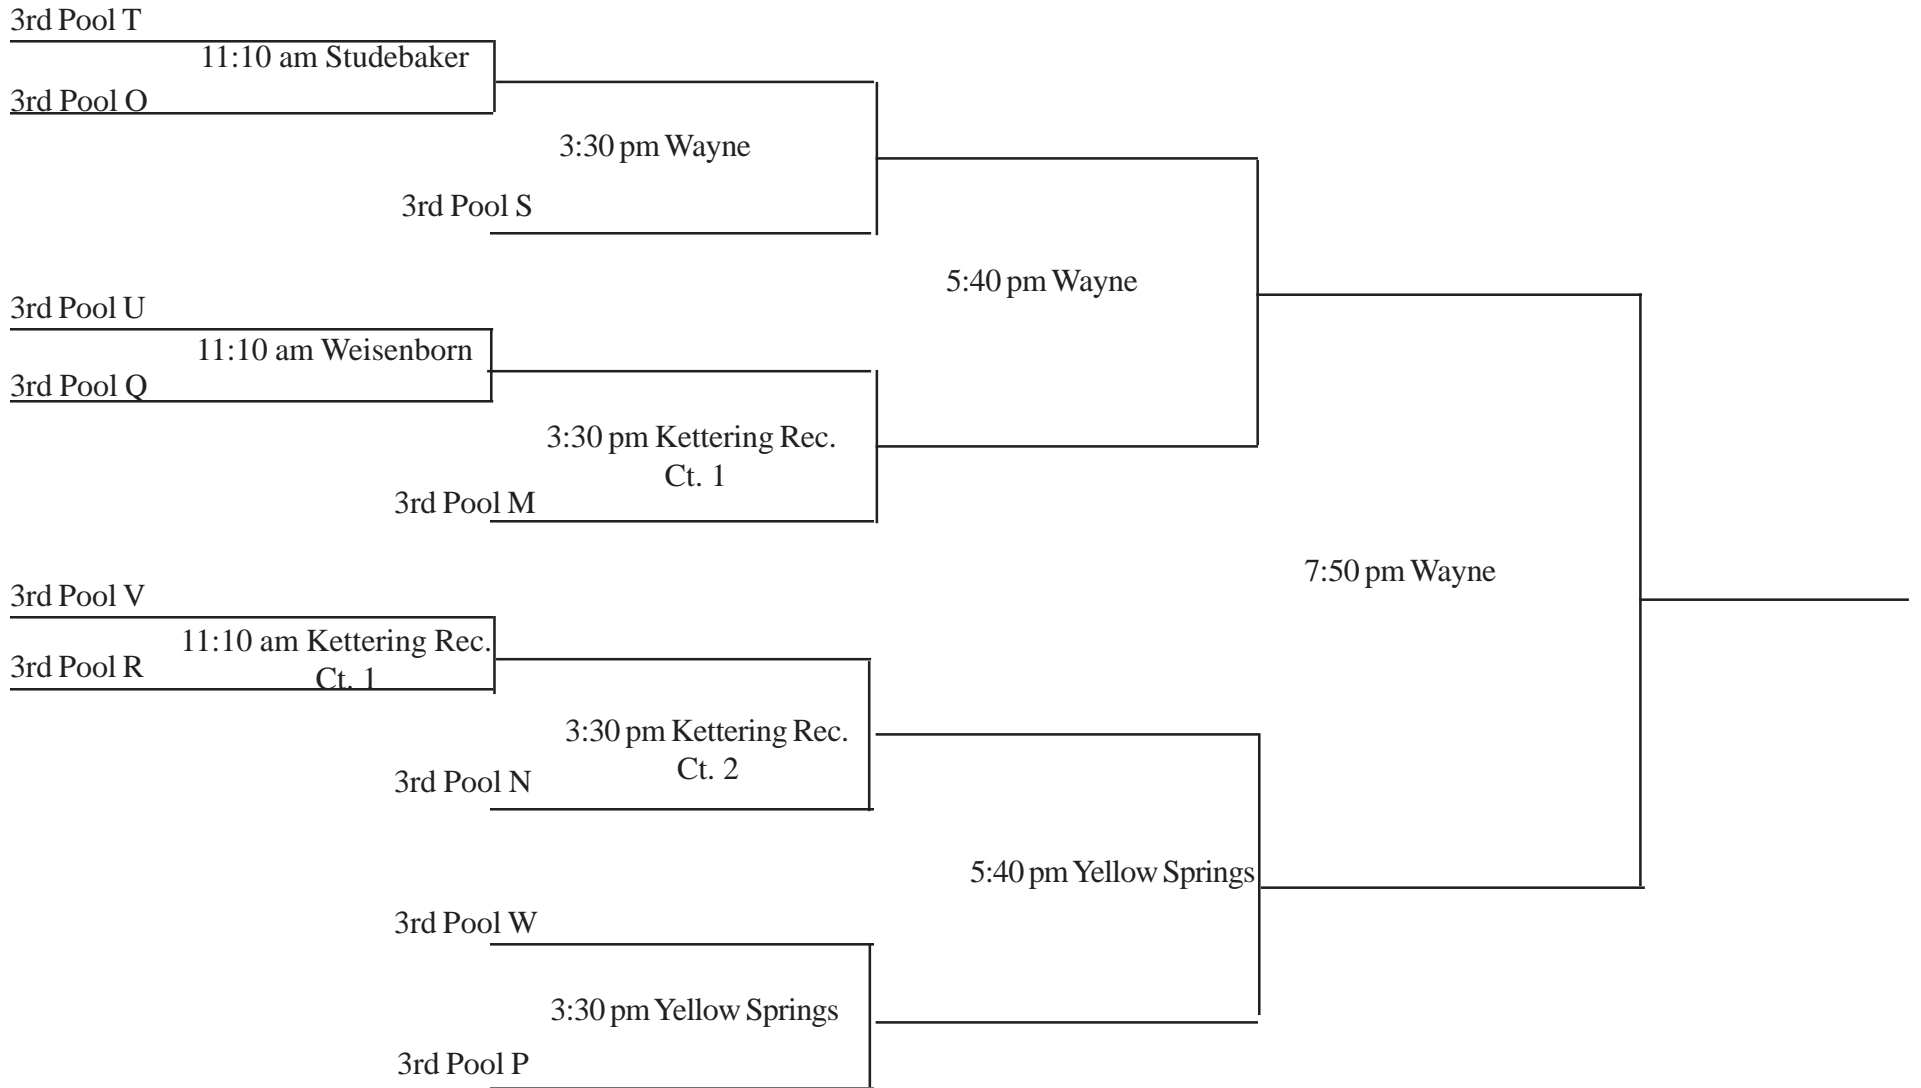 3rd Pool T
11:10 am Studebaker
3rd Pool O
3:30 pm Wayne
3rd Pool S
5:40 pm Wayne
3rd Pool U
11:10 am Weisenborn
3rd Pool Q
3:30 pm Kettering Rec.
Ct. 1
3rd Pool M
7:50 pm Wayne
3rd Pool V
11:10 am Kettering Rec.
Ct. 1
3rd Pool R
3:30 pm Kettering Rec.
Ct. 2
3rd Pool N
5:40 pm Yellow Springs
3rd Pool W
3:30 pm Yellow Springs
3rd Pool P